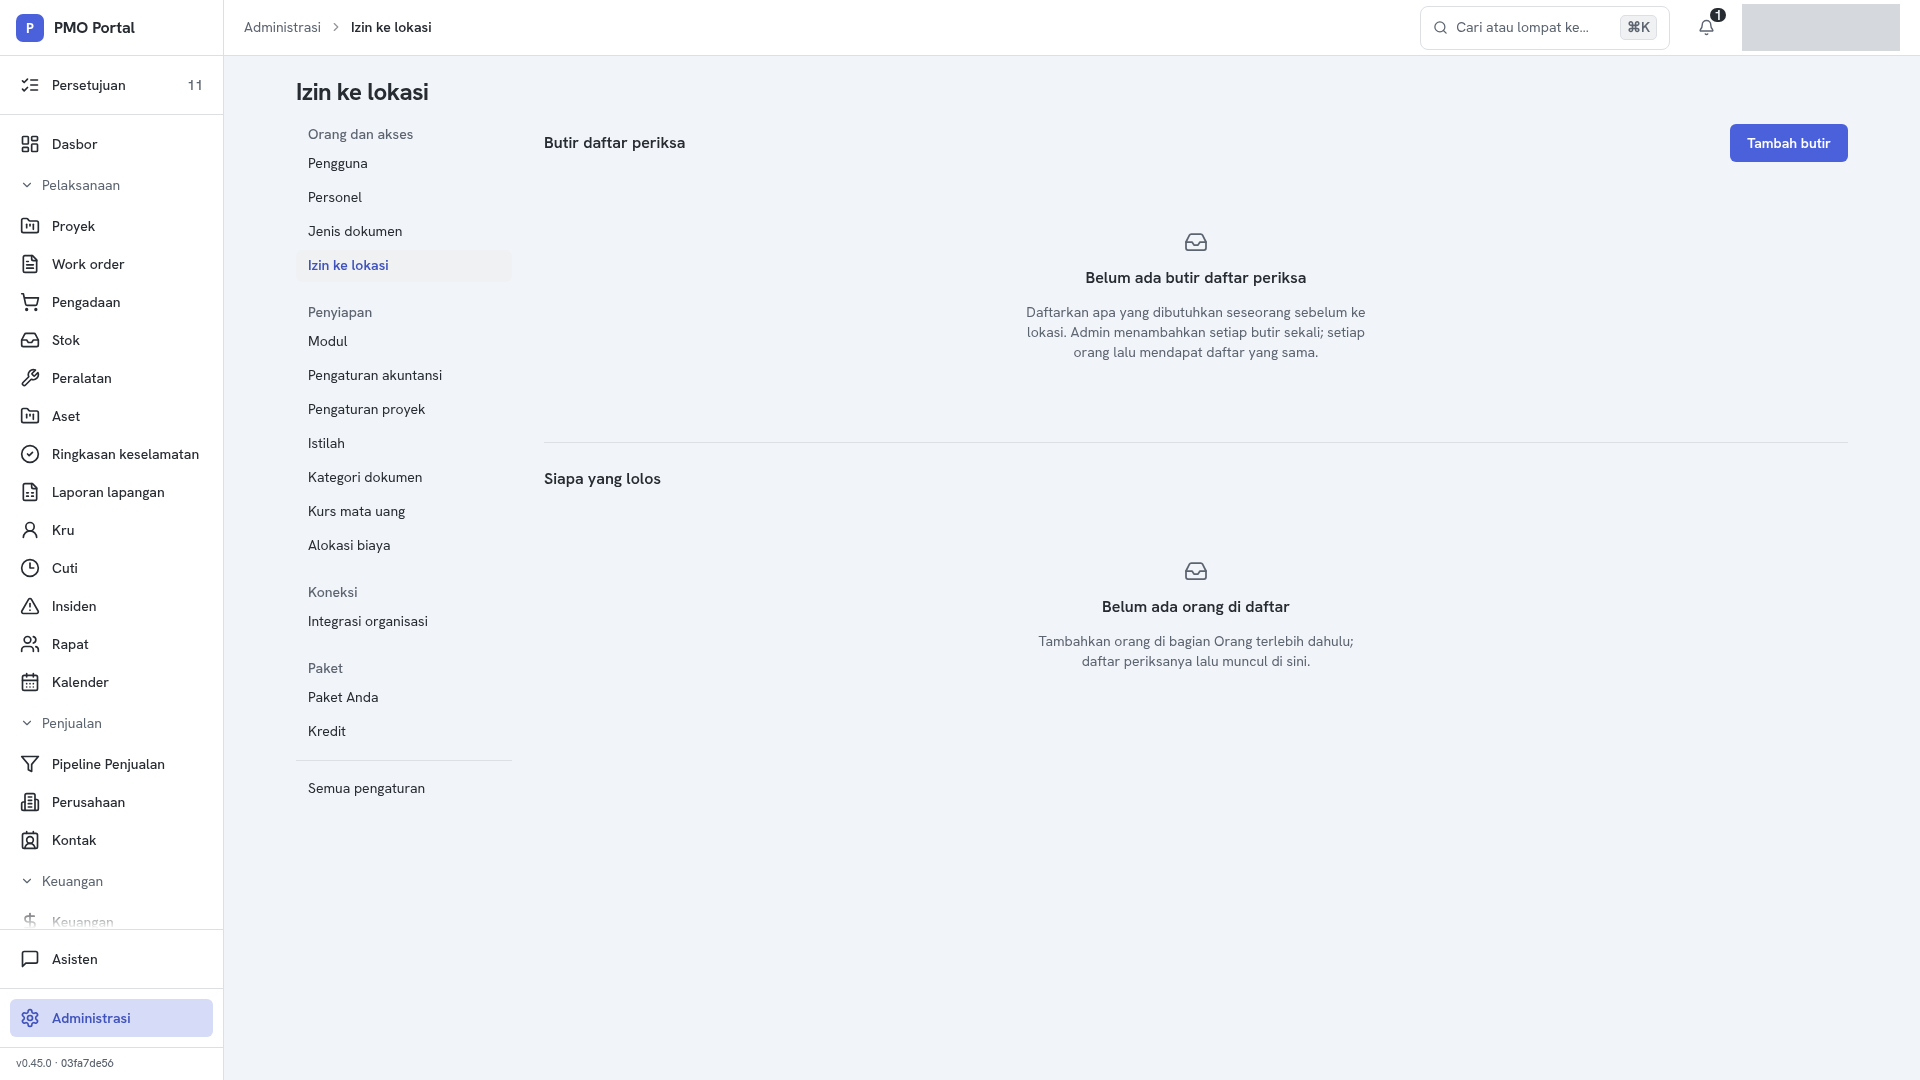 P PMO Portal
Administrasi
Izin ke lokasi
Cari atau lompat ke...
⌘K
1
Persetujuan 11
Dasbor
Pelaksanaan
Proyek
Work order
Pengadaan
Stok
Peralatan
Aset
Ringkasan keselamatan
Laporan lapangan
Kru
Cuti
Insiden
Rapat
Kalender
Penjualan
Pipeline Penjualan
Perusahaan
Kontak
Keuangan
Keuangan
Asisten
Administrasi
v0.45.0 · 03fa7de56
Izin ke lokasi
Orang dan akses
Pengguna
Personel
Jenis dokumen
Izin ke lokasi
Penyiapan
Modul
Pengaturan akuntansi
Pengaturan proyek
Istilah
Kategori dokumen
Kurs mata uang
Alokasi biaya
Koneksi
Integrasi organisasi
Paket
Paket Anda
Kredit
Semua pengaturan
Butir daftar periksa
Tambah butir
Belum ada butir daftar periksa
Daftarkan apa yang dibutuhkan seseorang sebelum ke
lokasi. Admin menambahkan setiap butir sekali; setiap
orang lalu mendapat daftar yang sama.
Siapa yang lolos
Belum ada orang di daftar
Tambahkan orang di bagian Orang terlebih dahulu;
daftar periksanya lalu muncul di sini.